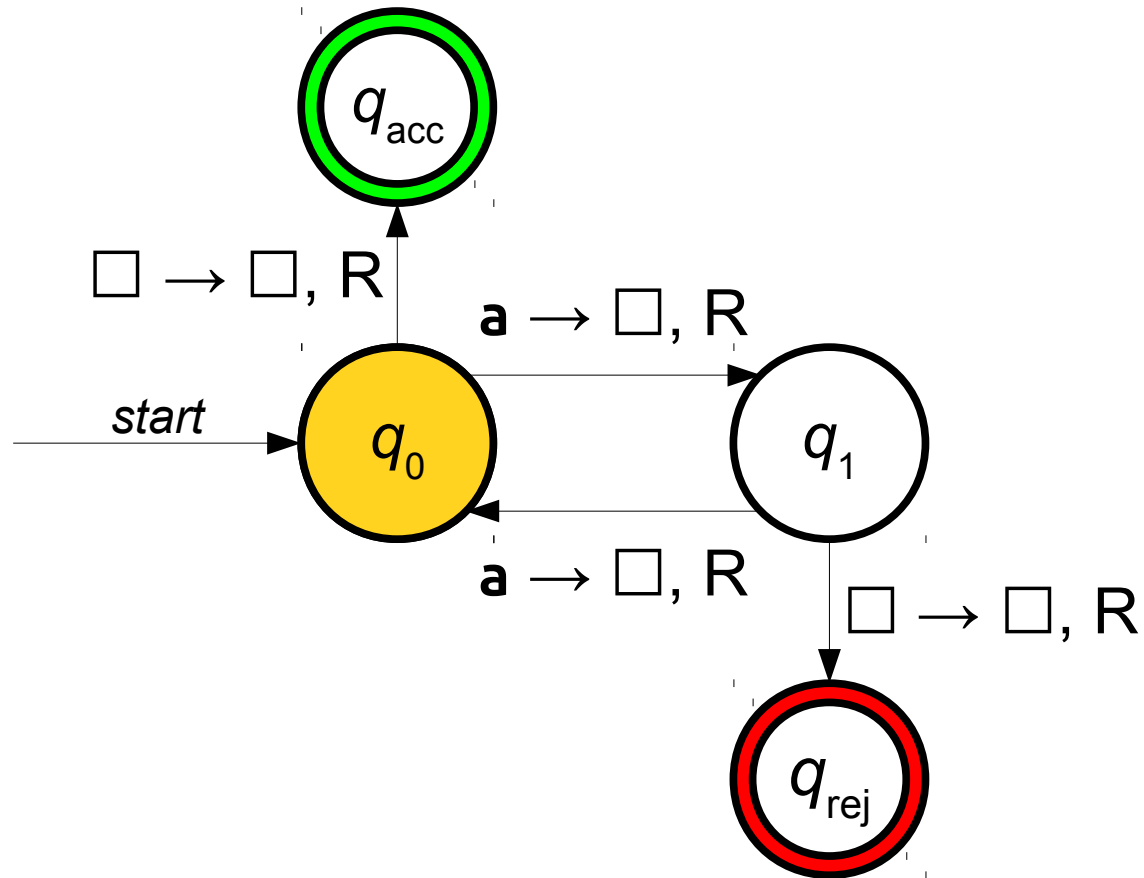 q_acc
□ → □, R
a → □, R
start
q_0
q_1
a → □, R
□ → □, R
q_rej